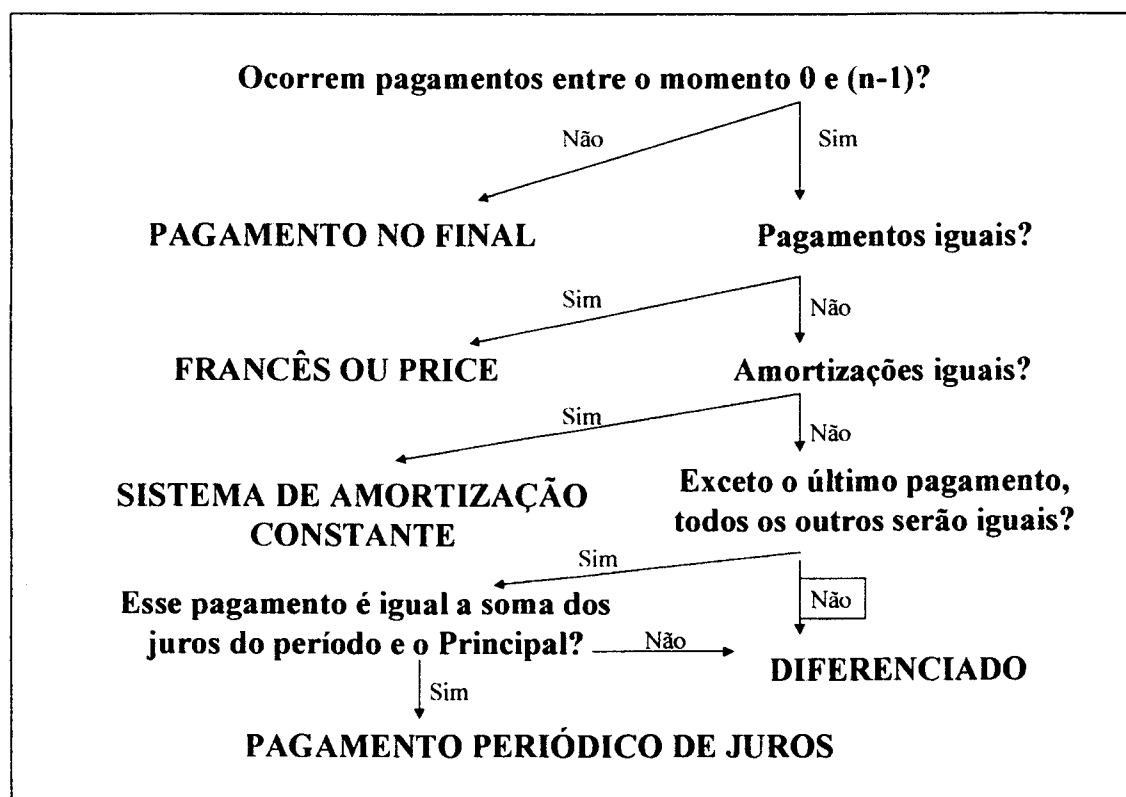 Ocorrem pagamentos entre o momento 0 e (n-1)?
Não
Sim
PAGAMENTO NO FINAL
Pagamentos iguais?
Sim
Não
FRANCÊS OU PRICE
Amortizações iguais?
Sim
Não
SISTEMA DE AMORTIZAÇÃO
CONSTANTE
Exceto o último pagamento,
todos os outros serão iguais?
Sim
Não
Esse pagamento é igual a soma dos
juros do período e o Principal?
Não
DIFERENCIADO
Sim
PAGAMENTO PERIÓDICO DE JUROS